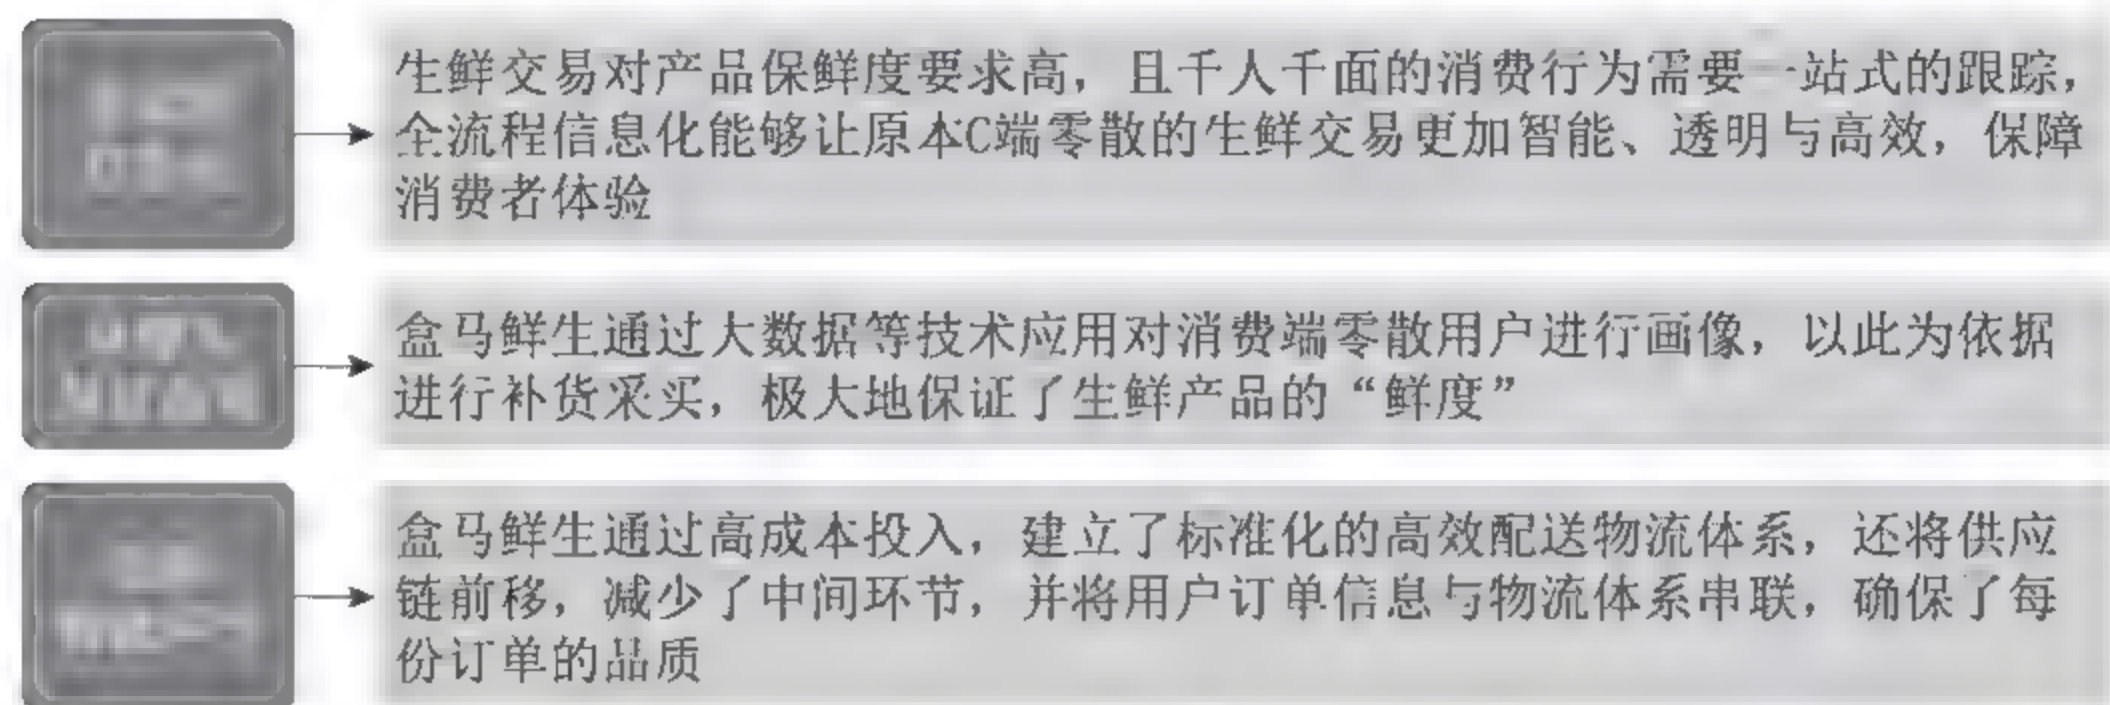 生鲜交易对产品保鲜度要求高，且千人千面的消费行为需要一站式的跟踪，
全流程信息化能够让原本C端零散的生鲜交易更加智能、透明与高效，保障
消费者体验
盒马鲜生通过大数据等技术应用对消费端零散用户进行画像，以此为依据
进行补货采买，极大地保证了生鲜产品的“鲜度”
盒马鲜生通过高成本投入，建立了标准化的高效配送物流体系，还将供应
链前移，减少了中间环节，并将用户订单信息与物流体系串联，确保了每
份订单的品质